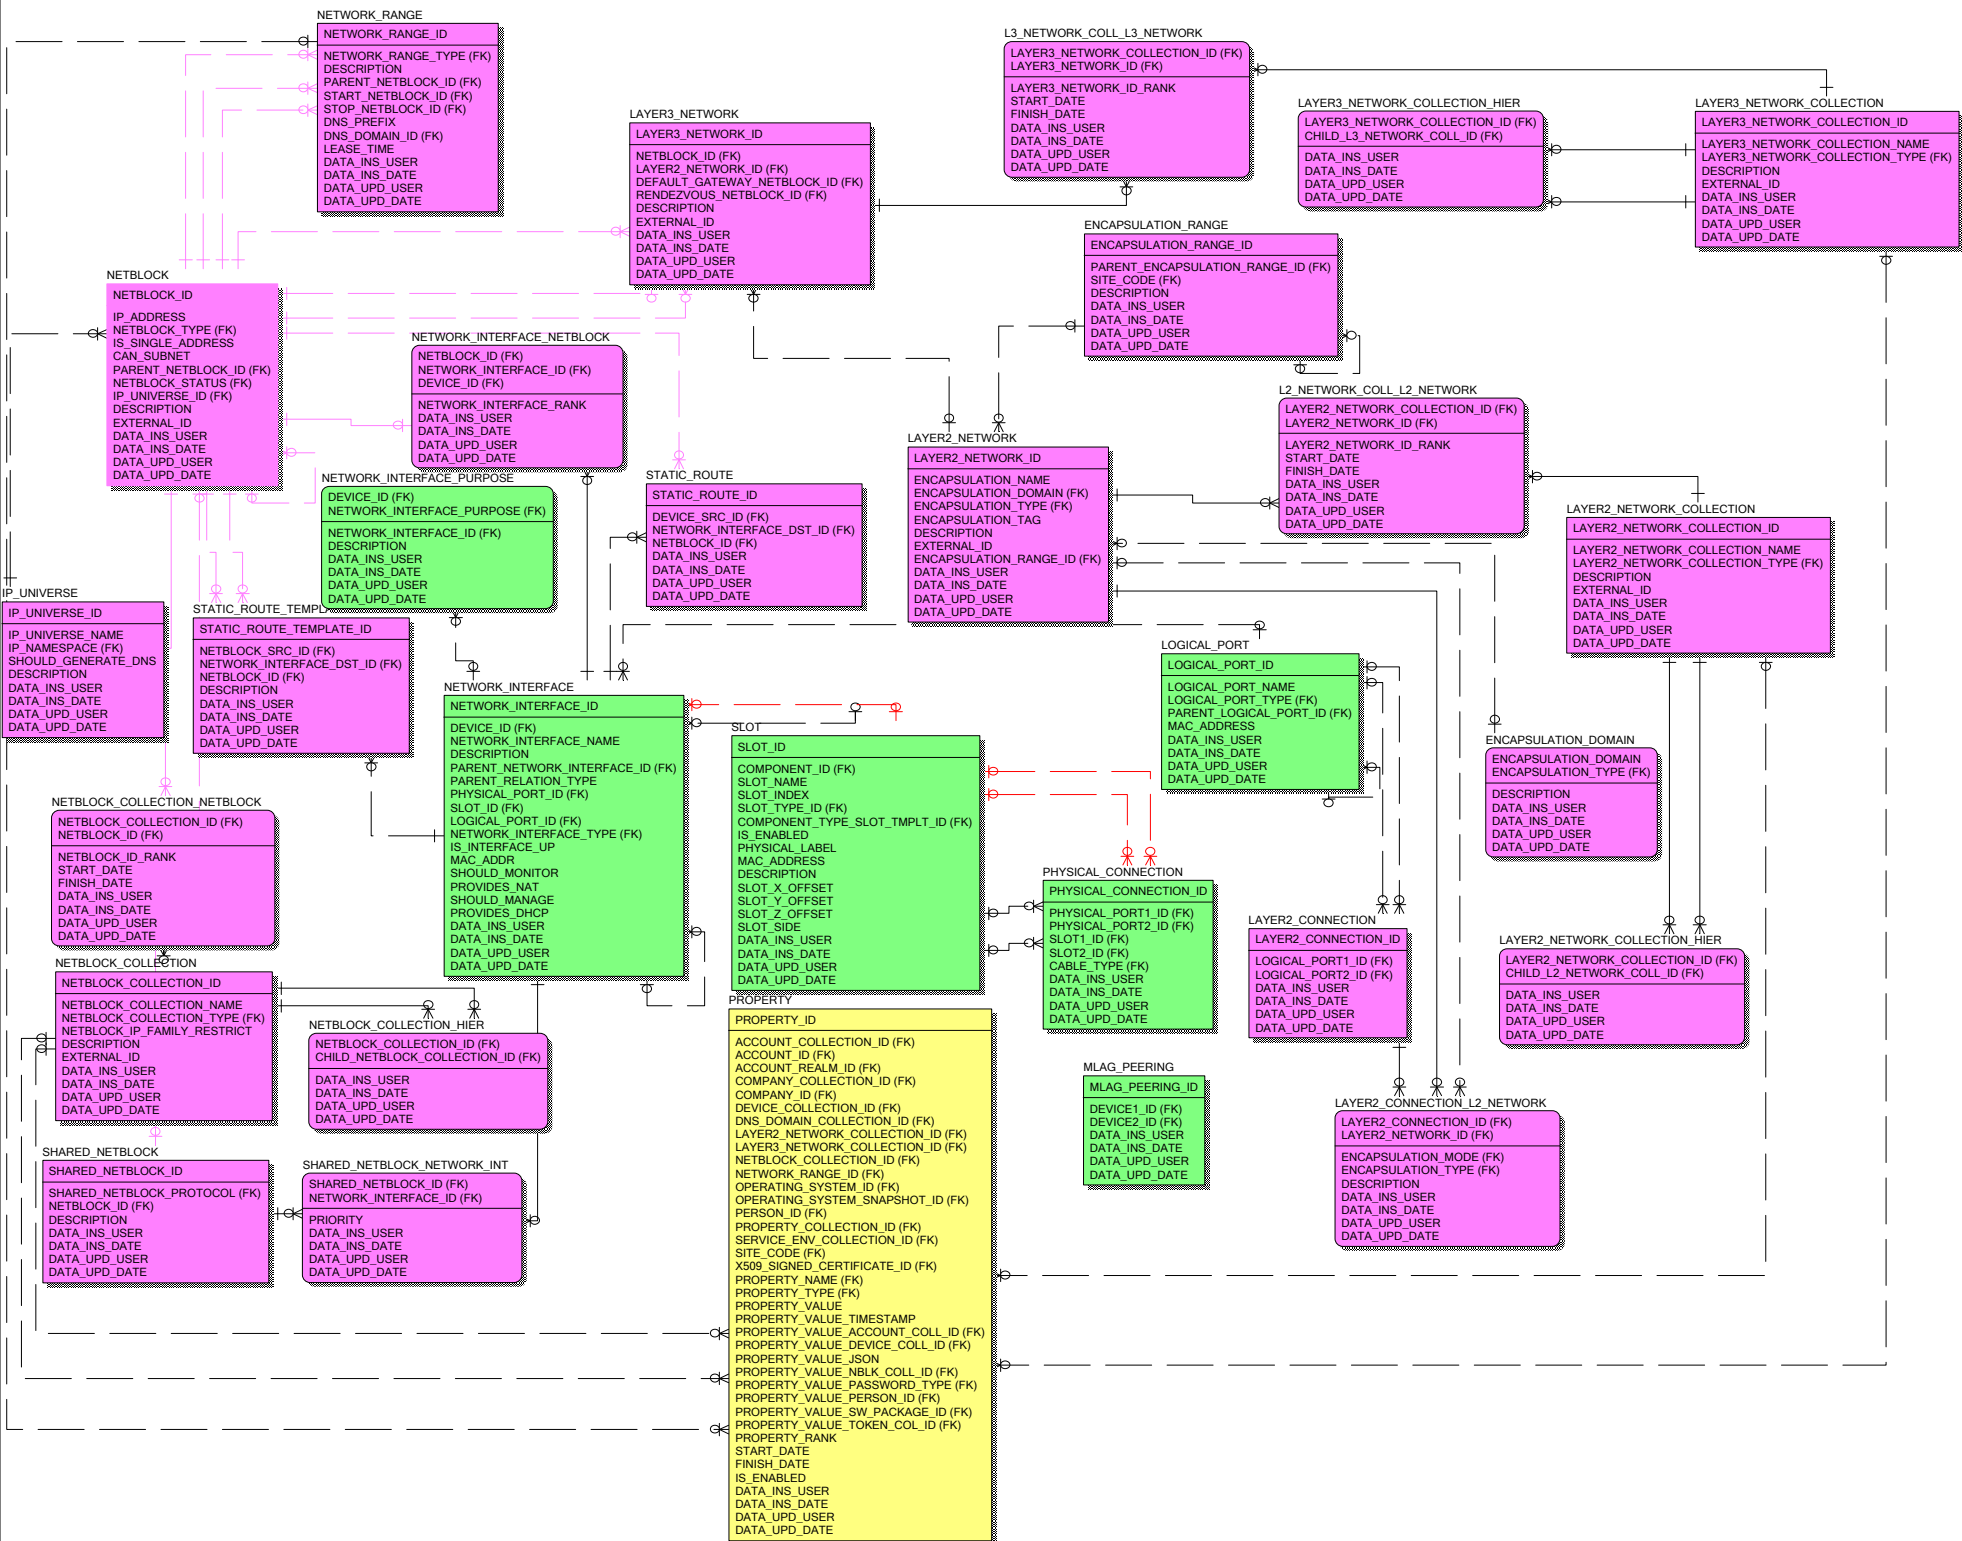 NETWORK_RANGE
NETWORK_RANGE_ID
NETWORK_RANGE_TYPE (FK)
DESCRIPTION
PARENT_NETBLOCK_ID (FK)
START_NETBLOCK_ID (FK)
STOP_NETBLOCK_ID (FK)
DNS_PREFIX
DNS_DOMAIN_ID (FK)
LEASE_TIME
DATA_INS_USER
DATA_INS_DATE
DATA_UPD_USER
DATA_UPD_DATE
L3_NETWORK_COLL_L3_NETWORK
LAYER3_NETWORK_COLLECTION_ID (FK)
LAYER3_NETWORK_ID (FK)
LAYER3_NETWORK_ID_RANK
START_DATE
FINISH_DATE
DATA_INS_USER
DATA_INS_DATE
DATA_UPD_USER
DATA_UPD_DATE
LAYER3_NETWORK_COLLECTION_HIER
LAYER3_NETWORK_COLLECTION_ID (FK)
CHILD_L3_NETWORK_COLL_ID (FK)
DATA_INS_USER
DATA_INS_DATE
DATA_UPD_USER
DATA_UPD_DATE
LAYER3_NETWORK_COLLECTION
LAYER3_NETWORK_COLLECTION_ID
LAYER3_NETWORK_COLLECTION_NAME
LAYER3_NETWORK_COLLECTION_TYPE (FK)
DESCRIPTION
EXTERNAL_ID
DATA_INS_USER
DATA_INS_DATE
DATA_UPD_USER
DATA_UPD_DATE
LAYER3_NETWORK
LAYER3_NETWORK_ID
NETBLOCK_ID (FK)
LAYER2_NETWORK_ID (FK)
DEFAULT_GATEWAY_NETBLOCK_ID (FK)
RENDEZVOUS_NETBLOCK_ID (FK)
DESCRIPTION
EXTERNAL_ID
DATA_INS_USER
DATA_INS_DATE
DATA_UPD_USER
DATA_UPD_DATE
ENCAPSULATION_RANGE
ENCAPSULATION_RANGE_ID
PARENT_ENCAPSULATION_RANGE_ID (FK)
SITE_CODE (FK)
DESCRIPTION
DATA_INS_USER
DATA_INS_DATE
DATA_UPD_USER
DATA_UPD_DATE
NETBLOCK
NETBLOCK_ID
IP_ADDRESS
NETBLOCK_TYPE (FK)
IS_SINGLE_ADDRESS
CAN_SUBNET
PARENT_NETBLOCK_ID (FK)
NETBLOCK_STATUS (FK)
IP_UNIVERSE_ID (FK)
DESCRIPTION
EXTERNAL_ID
DATA_INS_USER
DATA_INS_DATE
DATA_UPD_USER
DATA_UPD_DATE
NETWORK_INTERFACE_NETBLOCK
NETBLOCK_ID (FK)
NETWORK_INTERFACE_ID (FK)
DEVICE_ID (FK)
NETWORK_INTERFACE_RANK
DATA_INS_USER
DATA_INS_DATE
DATA_UPD_USER
DATA_UPD_DATE
L2_NETWORK_COLL_L2_NETWORK
LAYER2_NETWORK_COLLECTION_ID (FK)
LAYER2_NETWORK_ID (FK)
LAYER2_NETWORK_ID_RANK
START_DATE
FINISH_DATE
DATA_INS_USER
DATA_INS_DATE
DATA_UPD_USER
DATA_UPD_DATE
LAYER2_NETWORK
LAYER2_NETWORK_ID
ENCAPSULATION_NAME
ENCAPSULATION_DOMAIN (FK)
ENCAPSULATION_TYPE (FK)
ENCAPSULATION_TAG
DESCRIPTION
EXTERNAL_ID
ENCAPSULATION_RANGE_ID (FK)
DATA_INS_USER
DATA_INS_DATE
DATA_UPD_USER
DATA_UPD_DATE
NETWORK_INTERFACE_PURPOSE
DEVICE_ID (FK)
NETWORK_INTERFACE_PURPOSE (FK)
NETWORK_INTERFACE_ID (FK)
DESCRIPTION
DATA_INS_USER
DATA_INS_DATE
DATA_UPD_USER
DATA_UPD_DATE
STATIC_ROUTE
STATIC_ROUTE_ID
DEVICE_SRC_ID (FK)
NETWORK_INTERFACE_DST_ID (FK)
NETBLOCK_ID (FK)
DATA_INS_USER
DATA_INS_DATE
DATA_UPD_USER
DATA_UPD_DATE
LAYER2_NETWORK_COLLECTION
LAYER2_NETWORK_COLLECTION_ID
LAYER2_NETWORK_COLLECTION_NAME
LAYER2_NETWORK_COLLECTION_TYPE (FK)
DESCRIPTION
EXTERNAL_ID
DATA_INS_USER
DATA_INS_DATE
DATA_UPD_USER
DATA_UPD_DATE
IP_UNIVERSE
IP_UNIVERSE_ID
IP_UNIVERSE_NAME
IP_NAMESPACE (FK)
SHOULD_GENERATE_DNS
DESCRIPTION
DATA_INS_USER
DATA_INS_DATE
DATA_UPD_USER
DATA_UPD_DATE
STATIC_ROUTE_TEMPL
STATIC_ROUTE_TEMPLATE_ID
NETBLOCK_SRC_ID (FK)
NETWORK_INTERFACE_DST_ID (FK)
NETBLOCK_ID (FK)
DESCRIPTION
DATA_INS_USER
DATA_INS_DATE
DATA_UPD_USER
DATA_UPD_DATE
LOGICAL_PORT
LOGICAL_PORT_ID
LOGICAL_PORT_NAME
LOGICAL_PORT_TYPE (FK)
PARENT_LOGICAL_PORT_ID (FK)
MAC_ADDRESS
DATA_INS_USER
DATA_INS_DATE
DATA_UPD_USER
DATA_UPD_DATE
NETWORK_INTERFACE
NETWORK_INTERFACE_ID
DEVICE_ID (FK)
NETWORK_INTERFACE_NAME
DESCRIPTION
PARENT_NETWORK_INTERFACE_ID (FK)
PARENT_RELATION_TYPE
PHYSICAL_PORT_ID (FK)
SLOT_ID (FK)
LOGICAL_PORT_ID (FK)
NETWORK_INTERFACE_TYPE (FK)
IS_INTERFACE_UP
MAC_ADDR
SHOULD_MONITOR
PROVIDES_NAT
SHOULD_MANAGE
PROVIDES_DHCP
DATA_INS_USER
DATA_INS_DATE
DATA_UPD_USER
DATA_UPD_DATE
SLOT
SLOT_ID
COMPONENT_ID (FK)
SLOT_NAME
SLOT_INDEX
SLOT_TYPE_ID (FK)
COMPONENT_TYPE_SLOT_TMPLT_ID (FK)
IS_ENABLED
PHYSICAL_LABEL
MAC_ADDRESS
DESCRIPTION
SLOT_X_OFFSET
SLOT_Y_OFFSET
SLOT_Z_OFFSET
SLOT_SIDE
DATA_INS_USER
DATA_INS_DATE
DATA_UPD_USER
DATA_UPD_DATE
ENCAPSULATION_DOMAIN
ENCAPSULATION_DOMAIN
ENCAPSULATION_TYPE (FK)
DESCRIPTION
DATA_INS_USER
DATA_INS_DATE
DATA_UPD_USER
DATA_UPD_DATE
NETBLOCK_COLLECTION_NETBLOCK
NETBLOCK_COLLECTION_ID (FK)
NETBLOCK_ID (FK)
NETBLOCK_ID_RANK
START_DATE
FINISH_DATE
DATA_INS_USER
DATA_INS_DATE
DATA_UPD_USER
DATA_UPD_DATE
PHYSICAL_CONNECTION
PHYSICAL_CONNECTION_ID
PHYSICAL_PORT1_ID (FK)
PHYSICAL_PORT2_ID (FK)
SLOT1_ID (FK)
SLOT2_ID (FK)
CABLE_TYPE (FK)
DATA_INS_USER
DATA_INS_DATE
DATA_UPD_USER
DATA_UPD_DATE
LAYER2_CONNECTION
LAYER2_CONNECTION_ID
LOGICAL_PORT1_ID (FK)
LOGICAL_PORT2_ID (FK)
DATA_INS_USER
DATA_INS_DATE
DATA_UPD_USER
DATA_UPD_DATE
LAYER2_NETWORK_COLLECTION_HIER
LAYER2_NETWORK_COLLECTION_ID (FK)
CHILD_L2_NETWORK_COLL_ID (FK)
DATA_INS_USER
DATA_INS_DATE
DATA_UPD_USER
DATA_UPD_DATE
NETBLOCK_COLLECTION
NETBLOCK_COLLECTION_ID
NETBLOCK_COLLECTION_NAME
NETBLOCK_COLLECTION_TYPE (FK)
NETBLOCK_IP_FAMILY_RESTRICT
DESCRIPTION
EXTERNAL_ID
DATA_INS_USER
DATA_INS_DATE
DATA_UPD_USER
DATA_UPD_DATE
NETBLOCK_COLLECTION_HIER
NETBLOCK_COLLECTION_ID (FK)
CHILD_NETBLOCK_COLLECTION_ID (FK)
DATA_INS_USER
DATA_INS_DATE
DATA_UPD_USER
DATA_UPD_DATE
PROPERTY
PROPERTY_ID
ACCOUNT_COLLECTION_ID (FK)
ACCOUNT_ID (FK)
ACCOUNT_REALM_ID (FK)
COMPANY_COLLECTION_ID (FK)
COMPANY_ID (FK)
DEVICE_COLLECTION_ID (FK)
DNS_DOMAIN_COLLECTION_ID (FK)
LAYER2_NETWORK_COLLECTION_ID (FK)
LAYER3_NETWORK_COLLECTION_ID (FK)
NETBLOCK_COLLECTION_ID (FK)
NETWORK_RANGE_ID (FK)
OPERATING_SYSTEM_ID (FK)
OPERATING_SYSTEM_SNAPSHOT_ID (FK)
PERSON_ID (FK)
PROPERTY_COLLECTION_ID (FK)
SERVICE_ENV_COLLECTION_ID (FK)
SITE_CODE (FK)
X509_SIGNED_CERTIFICATE_ID (FK)
PROPERTY_NAME (FK)
PROPERTY_TYPE (FK)
PROPERTY_VALUE
PROPERTY_VALUE_TIMESTAMP
PROPERTY_VALUE_ACCOUNT_COLL_ID (FK)
PROPERTY_VALUE_DEVICE_COLL_ID (FK)
PROPERTY_VALUE_JSON
PROPERTY_VALUE_NBLK_COLL_ID (FK)
PROPERTY_VALUE_PASSWORD_TYPE (FK)
PROPERTY_VALUE_PERSON_ID (FK)
PROPERTY_VALUE_SW_PACKAGE_ID (FK)
PROPERTY_VALUE_TOKEN_COL_ID (FK)
PROPERTY_RANK
START_DATE
FINISH_DATE
IS_ENABLED
DATA_INS_USER
DATA_INS_DATE
DATA_UPD_USER
DATA_UPD_DATE
MLAG_PEERING
MLAG_PEERING_ID
DEVICE1_ID (FK)
DEVICE2_ID (FK)
DATA_INS_USER
DATA_INS_DATE
DATA_UPD_USER
DATA_UPD_DATE
LAYER2_CONNECTION_L2_NETWORK
LAYER2_CONNECTION_ID (FK)
LAYER2_NETWORK_ID (FK)
ENCAPSULATION_MODE (FK)
ENCAPSULATION_TYPE (FK)
DESCRIPTION
DATA_INS_USER
DATA_INS_DATE
DATA_UPD_USER
DATA_UPD_DATE
SHARED_NETBLOCK
SHARED_NETBLOCK_ID
SHARED_NETBLOCK_PROTOCOL (FK)
NETBLOCK_ID (FK)
DESCRIPTION
DATA_INS_USER
DATA_INS_DATE
DATA_UPD_USER
DATA_UPD_DATE
SHARED_NETBLOCK_NETWORK_INT
SHARED_NETBLOCK_ID (FK)
NETWORK_INTERFACE_ID (FK)
PRIORITY
DATA_INS_USER
DATA_INS_DATE
DATA_UPD_USER
DATA_UPD_DATE